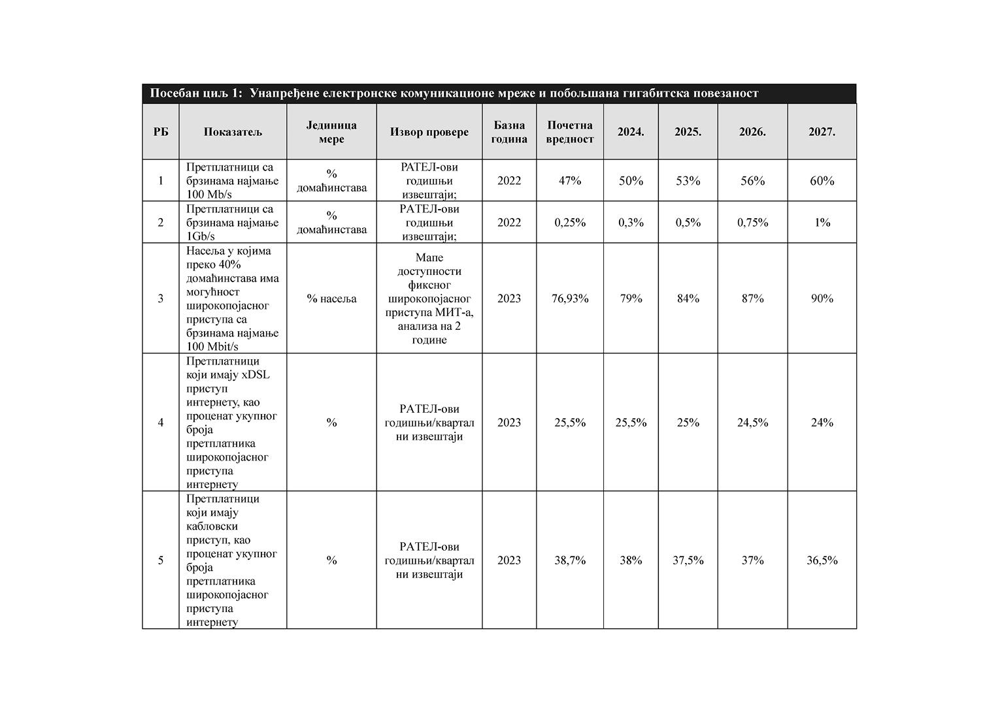 Посебан циљ 1: Унапређене електронске комуникационе мреже и побољшана гигабитска повезаност
РБ
Показатељ
Јединица
мере
Извор провере
Базна
година
Почетна
вредност
2024.
2025.
2026.
2027.
1
Претплатници са
брзинама најмање
100 Mb/s
%
домаћинстава
РАТЕЛ-ови
годишњи
извештаји;
2022
47%
50%
53%
56%
60%
2
Претплатници са
брзинама најмање
1Gb/s
%
домаћинстава
РАТЕЛ-ови
годишњи
извештаји;
2022
0,25%
0,3%
0,5%
0,75%
1%
3
Насеља у којима
преко 40%
домаћинстава има
могућност
широкопојасног
приступа са
брзинама најмање
100 Mbit/s
% насеља
Мапе
доступности
фиксног
широкопојасног
приступа МИТ-а,
анализа на 2
године
2023
76,93%
79%
84%
87%
90%
4
Претплатници
који имају xDSL
приступ
интернету, као
проценат укупног
броја
претплатника
широкопојасног
приступа
интернету
%
РАТЕЛ-ови
годишњи/квартал
ни извештаји
2023
25,5%
25,5%
25%
24,5%
24%
5
Претплатници
који имају
кабловски
приступ, као
проценат укупног
броја
претплатника
широкопојасног
приступа
интернету
%
РАТЕЛ-ови
годишњи/квартал
ни извештаји
2023
38,7%
38%
37,5%
37%
36,5%